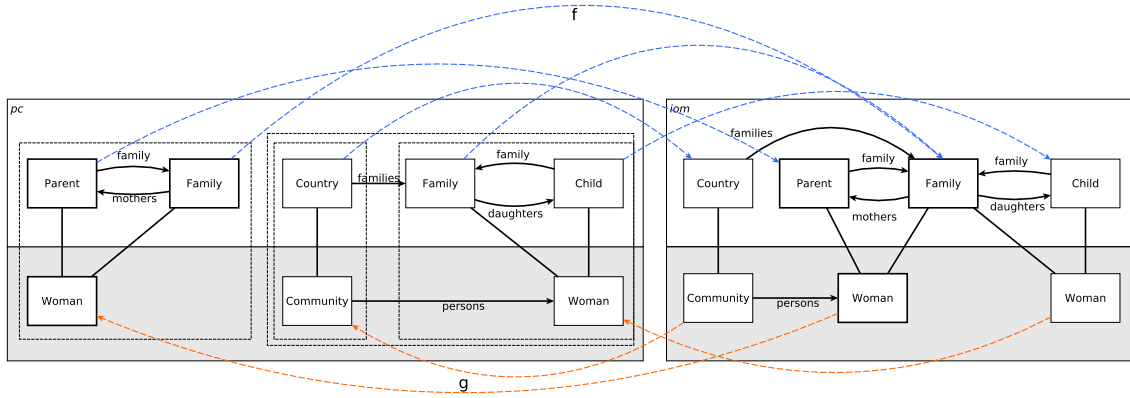 f
pc
iom
families
family
family
family
family
Parent
Family
Country
families
Family
Child
Country
Parent
Family
Child
mothers
daughters
mothers
daughters
Woman
Community
persons
Woman
Community
persons
Woman
Woman
g